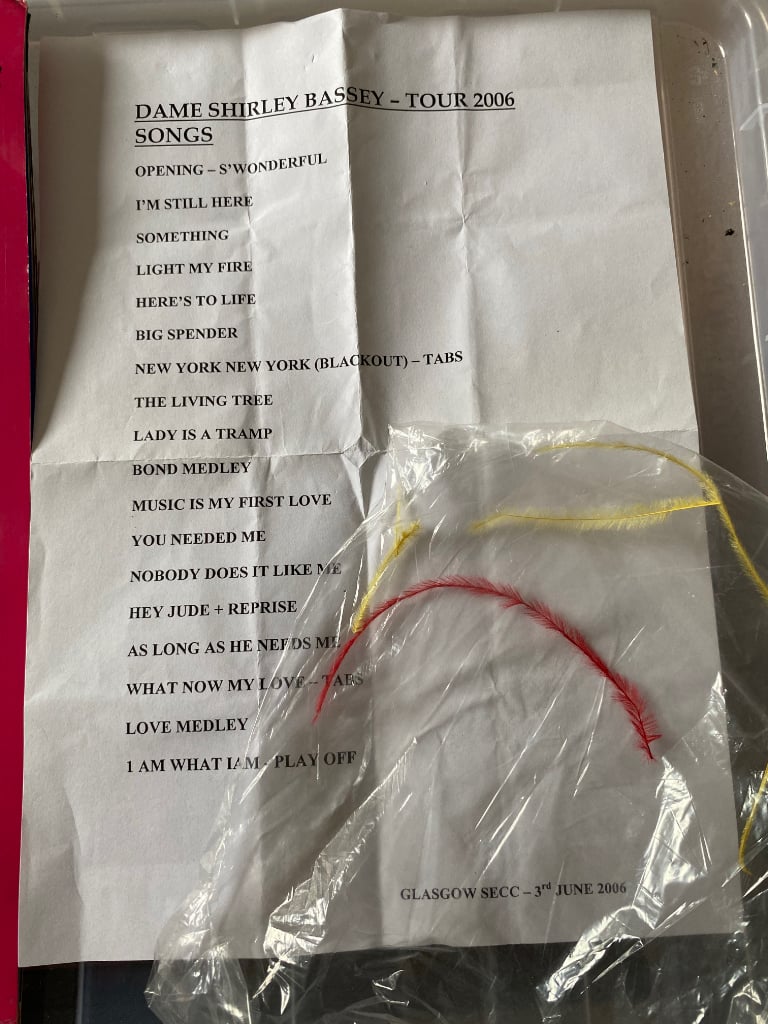 DAME SHIRLEY BASSEY – TOUR 2006
SONGS
OPENING – S'WONDERFUL
I'M STILL HERE
SOMETHING
LIGHT MY FIRE
HERE'S TO LIFE
BIG SPENDER
NEW YORK NEW YORK (BLACKOUT) – TABS
THE LIVING TREE
LADY IS A TRAMP
BOND MEDLEY
MUSIC IS MY FIRST LOVE
YOU NEEDED ME
NOBODY DOES IT LIKE ME
HEY JUDE + REPRISE
AS LONG AS HE NEEDS ME
WHAT NOW MY LOVE – TABS
LOVE MEDLEY
1 AM WHAT IAM - PLAY OFF
GLASGOW SECC – 3rd JUNE 2006